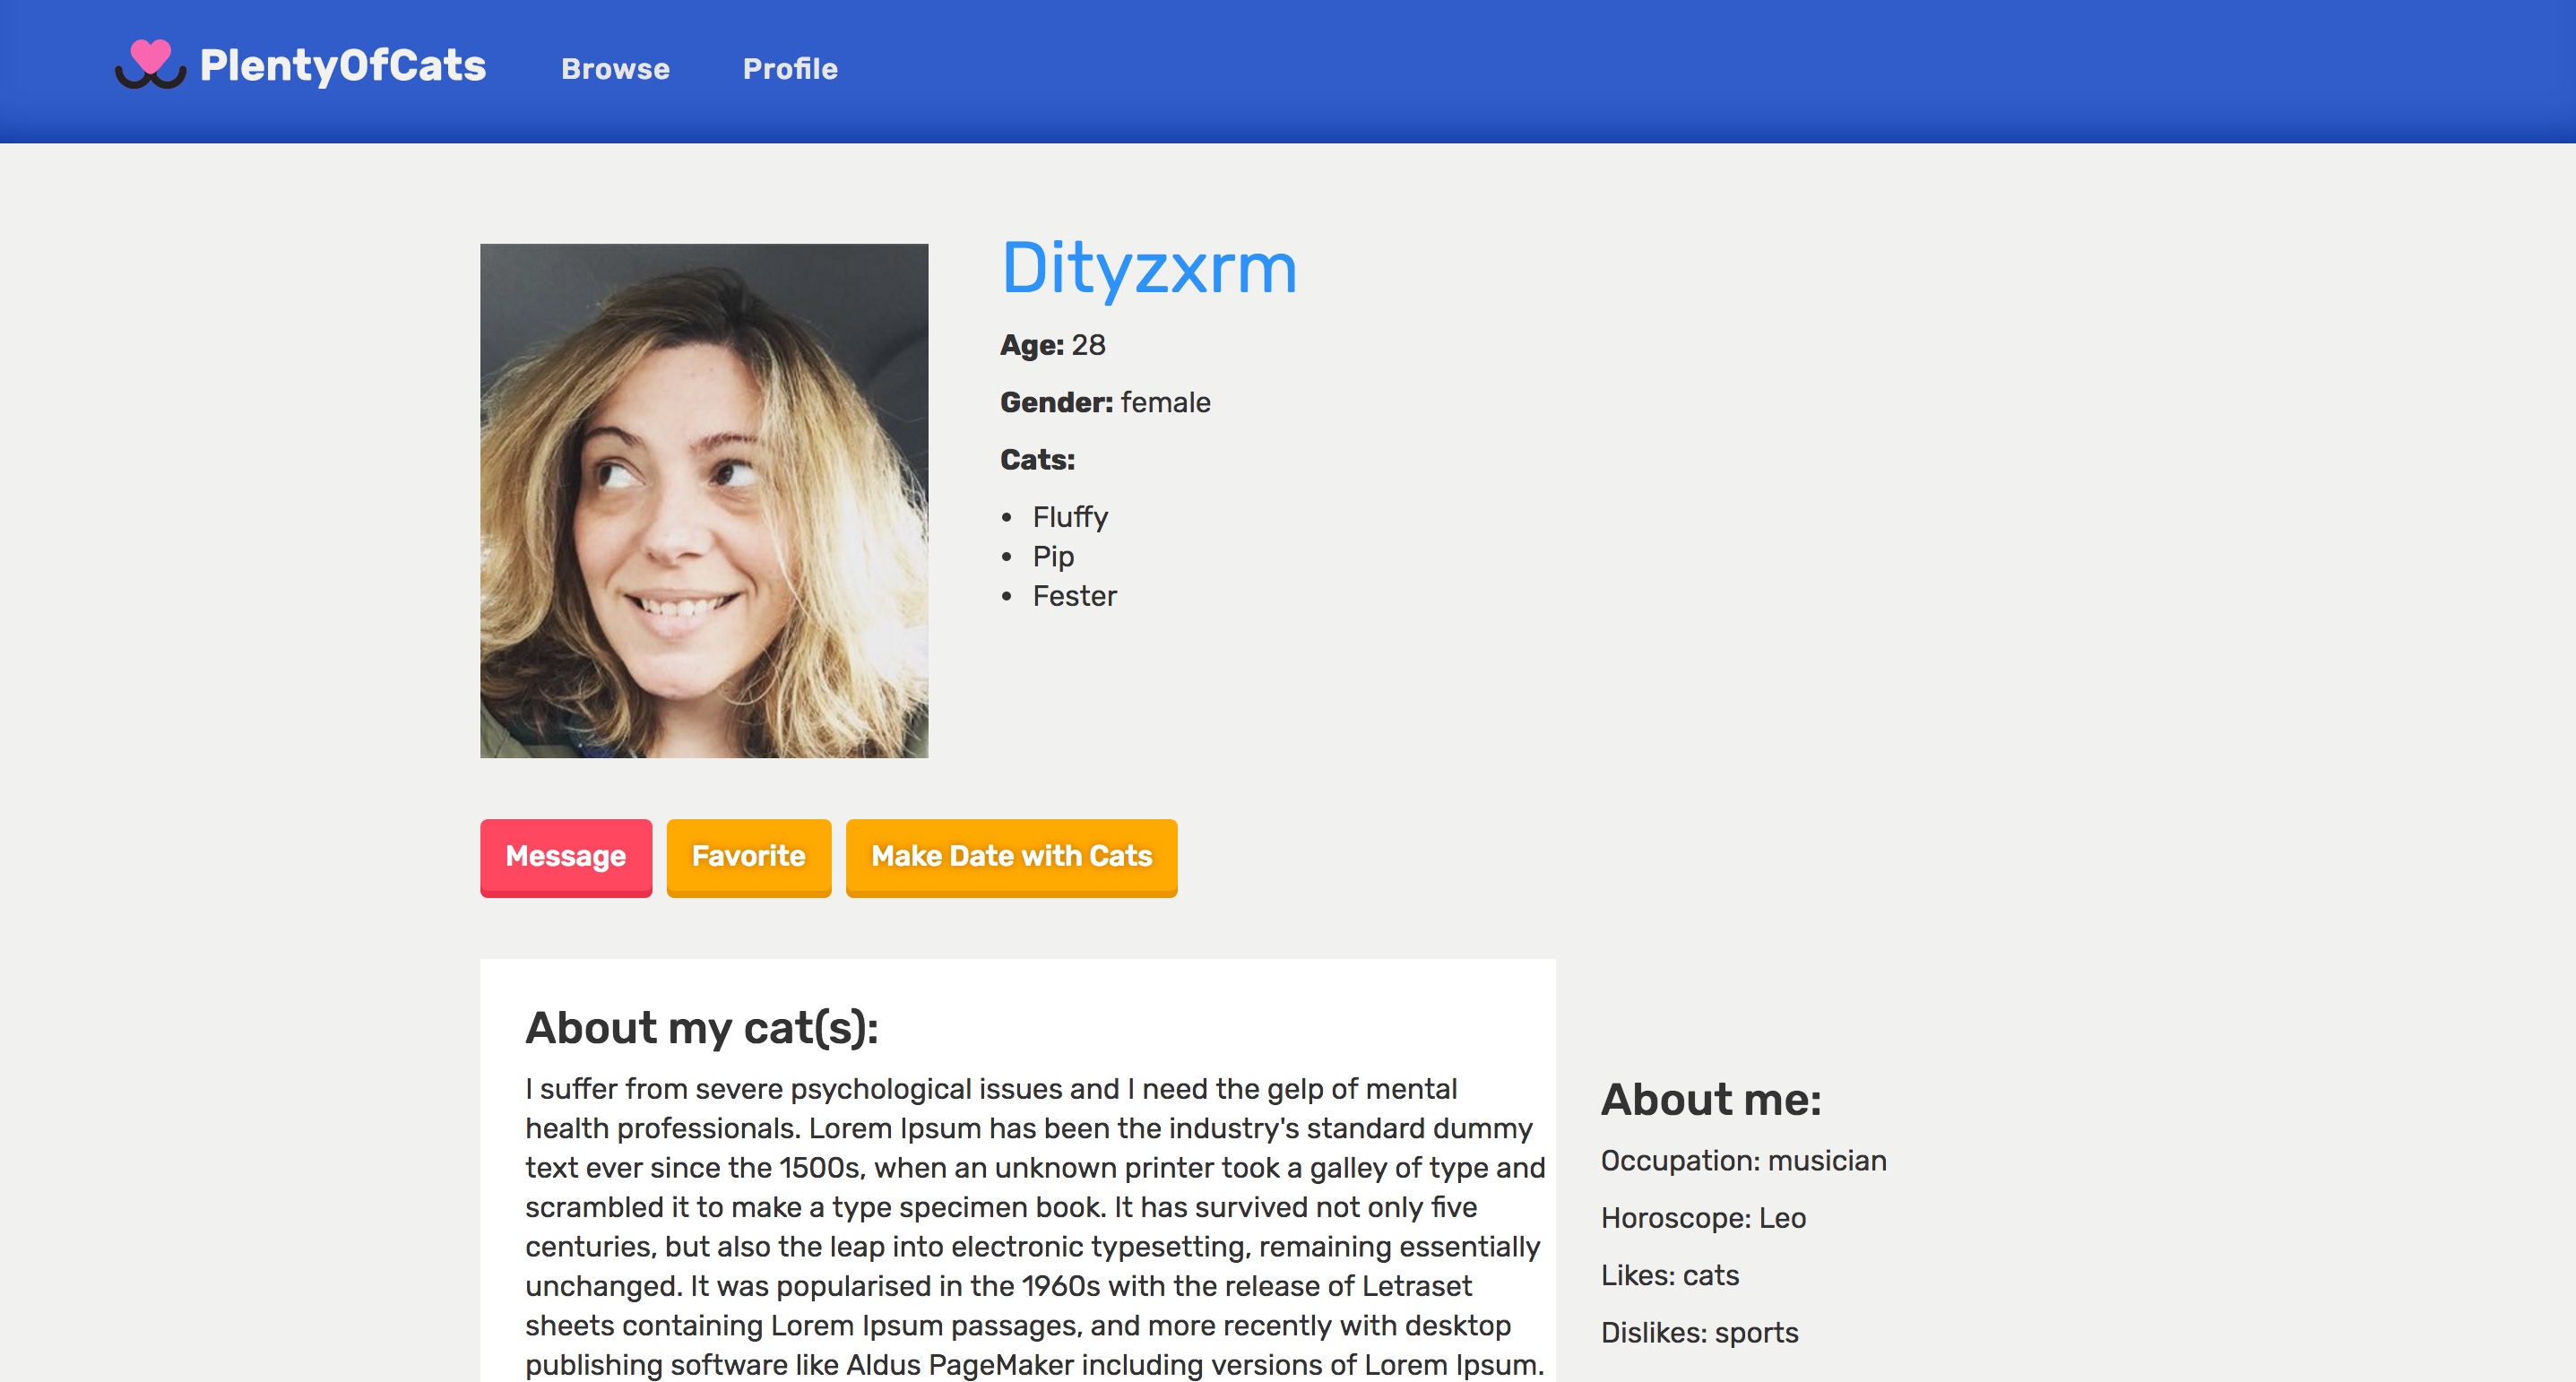 PlentyOfCats
Browse
Profile
Dityzxrm
Age: 28
Gender: female
Cats:
Fluffy
Pip
Fester
Message
Favorite
Make Date with Cats
About my cat(s):
I suffer from severe psychological issues and I need the gelp of mental
health professionals. Lorem Ipsum has been the industry's standard dummy
text ever since the 1500s, when an unknown printer took a galley of type and
scrambled it to make a type specimen book. It has survived not only five
centuries, but also the leap into electronic typesetting, remaining essentially
unchanged. It was popularised in the 1960s with the release of Letraset
sheets containing Lorem Ipsum passages, and more recently with desktop
publishing software like Aldus PageMaker including versions of Lorem Ipsum.
About me:
Occupation: musician
Horoscope: Leo
Likes: cats
Dislikes: sports